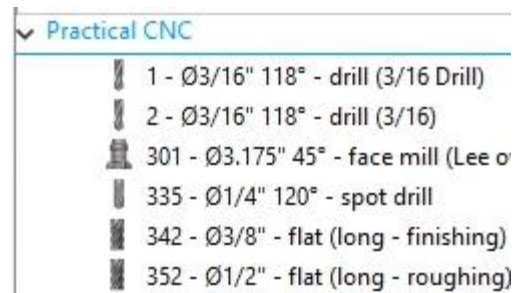 Practical CNC
1 - Ø3/16" 118° - drill (3/16 Drill)
2 - Ø3/16" 118° - drill (3/16)
301 - Ø3.175" 45° - face mill (Lee
335 - Ø1/4" 120° - spot drill
342 - Ø3/8" - flat (long - finishing)
352 - Ø1/2" - flat (long - roughing)